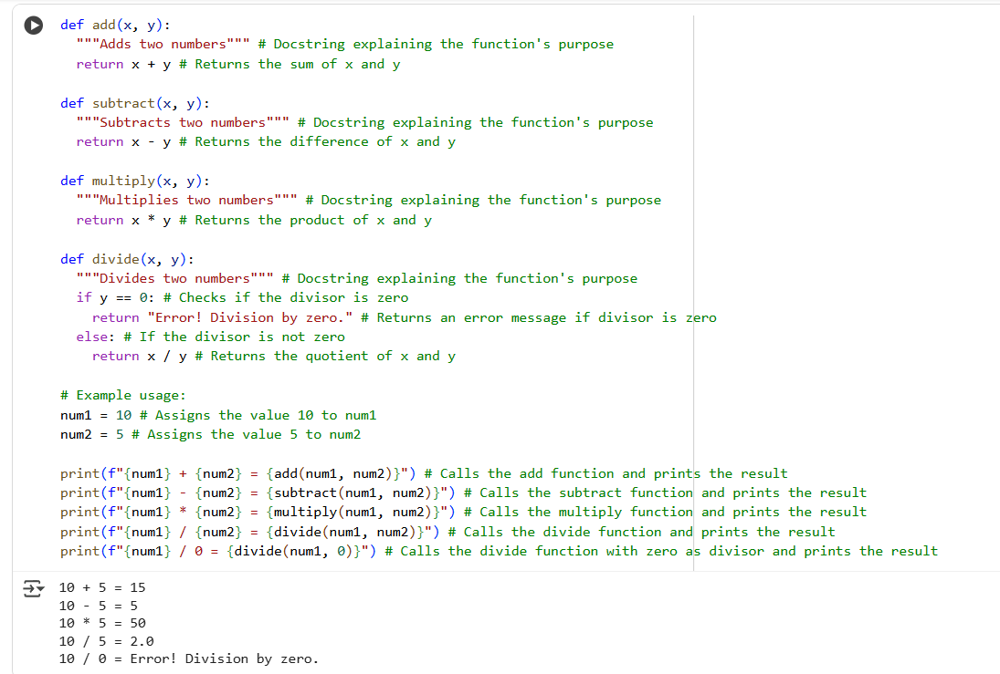 def add(x, y):
  """Adds two numbers""" # Docstring explaining the function's purpose
  return x + y # Returns the sum of x and y

def subtract(x, y):
  """Subtracts two numbers""" # Docstring explaining the function's purpose
  return x - y # Returns the difference of x and y

def multiply(x, y):
  """Multiplies two numbers""" # Docstring explaining the function's purpose
  return x * y # Returns the product of x and y

def divide(x, y):
  """Divides two numbers""" # Docstring explaining the function's purpose
  if y == 0: # Checks if the divisor is zero
    return "Error! Division by zero." # Returns an error message if divisor is zero
  else: # If the divisor is not zero
    return x / y # Returns the quotient of x and y

# Example usage:
num1 = 10 # Assigns the value 10 to num1
num2 = 5 # Assigns the value 5 to num2

print(f"{num1} + {num2} = {add(num1, num2)}") # Calls the add function and prints the result
print(f"{num1} - {num2} = {subtract(num1, num2)}") # Calls the subtract function and prints the result
print(f"{num1} * {num2} = {multiply(num1, num2)}") # Calls the multiply function and prints the result
print(f"{num1} / {num2} = {divide(num1, num2)}") # Calls the divide function and prints the result
print(f"{num1} / 0 = {divide(num1, 0)}") # Calls the divide function with zero as divisor and prints the result

10 + 5 = 15
10 - 5 = 5
10 * 5 = 50
10 / 5 = 2.0
10 / 0 = Error! Division by zero.